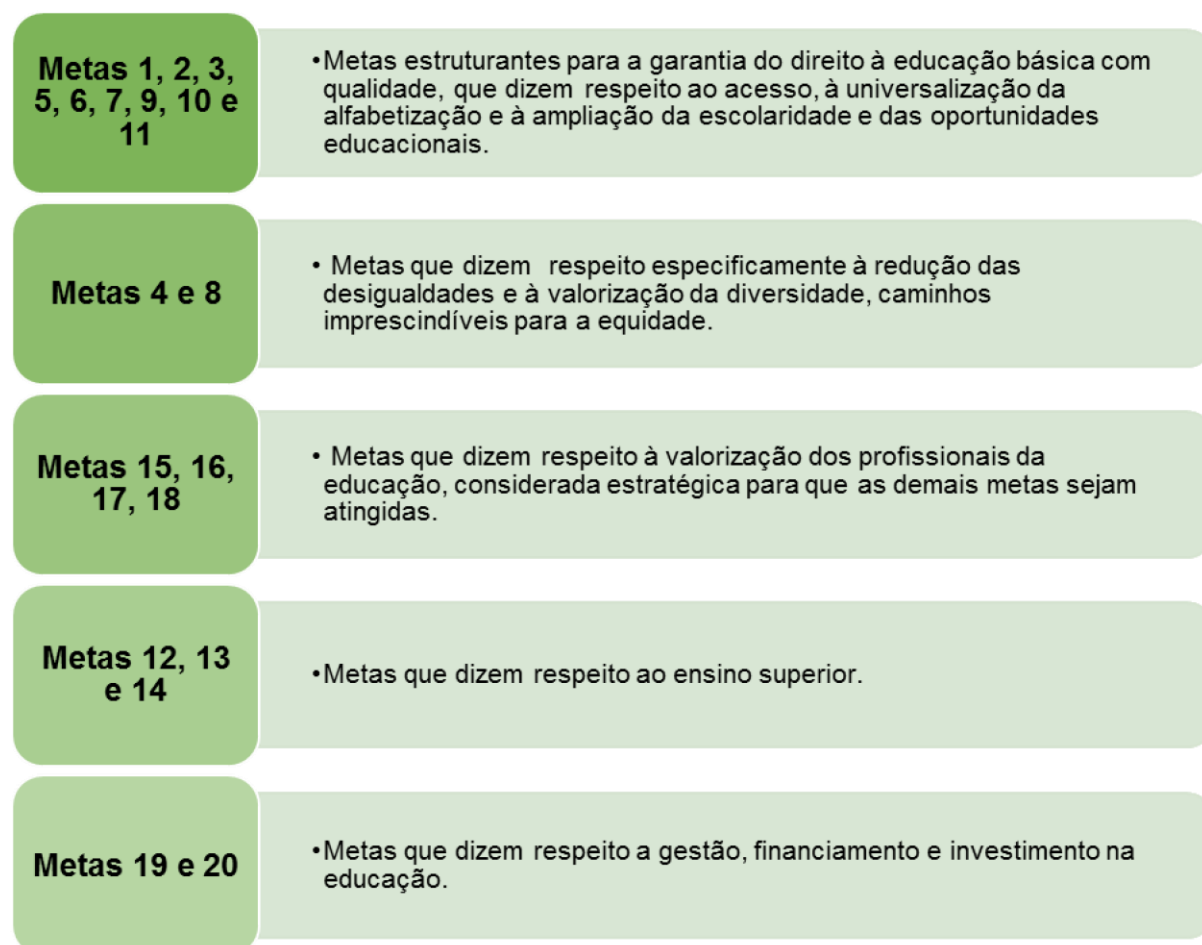 Metas 1, 2, 3,
5, 6, 7, 9, 10 e
11
•Metas estruturantes para a garantia do direito à educação básica com
qualidade, que dizem respeito ao acesso, à universalização da
alfabetização e à ampliação da escolaridade e das oportunidades
educacionais.
Metas 4 e 8
• Metas que dizem respeito especificamente à redução das
desigualdades e à valorização da diversidade, caminhos
imprescindíveis para a equidade.
Metas 15, 16,
17, 18
• Metas que dizem respeito à valorização dos profissionais da
educação, considerada estratégica para que as demais metas sejam
atingidas.
Metas 12, 13
e 14
•Metas que dizem respeito ao ensino superior.
Metas 19 e 20
•Metas que dizem respeito a gestão, financiamento e investimento na
educação.